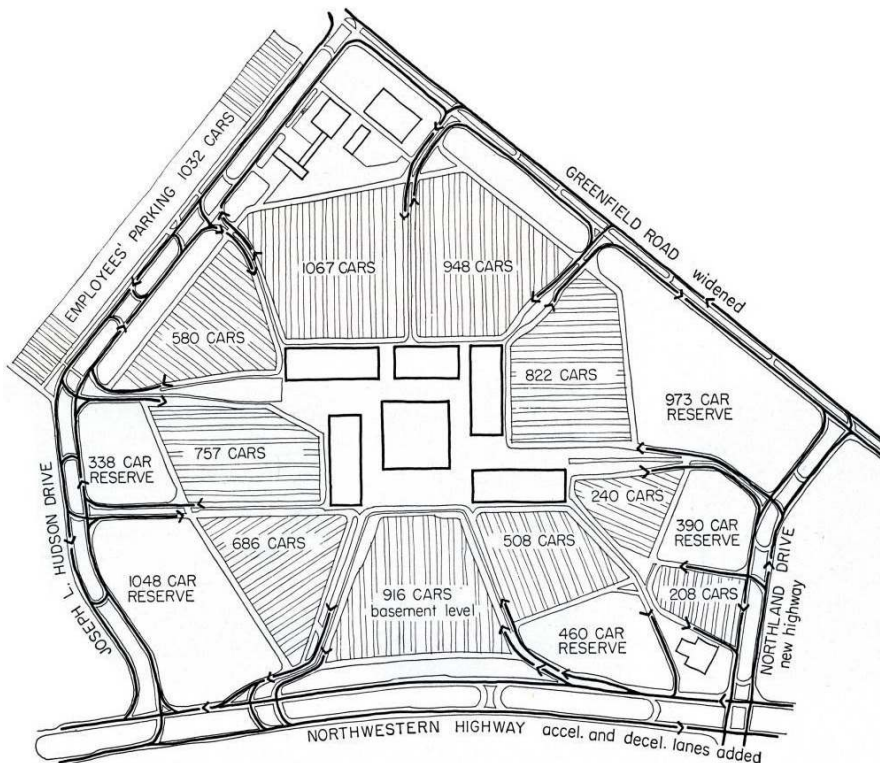 EMPLOYEES' PARKING 1032 CARS
GREENFIELD ROAD widened
1067 CARS
948 CARS
580 CARS
822 CARS
973 CAR
RESERVE
757 CARS
338 CAR
RESERVE
240 CARS
390 CAR
RESERVE
686 CARS
508 CARS
1048 CAR
RESERVE
916 CARS
basement level
208 CARS
460 CAR
RESERVE
JOSEPH L. HUDSON DRIVE
NORTHLAND DRIVE
new highway
NORTHWESTERN HIGHWAY accel. and decel. lanes added